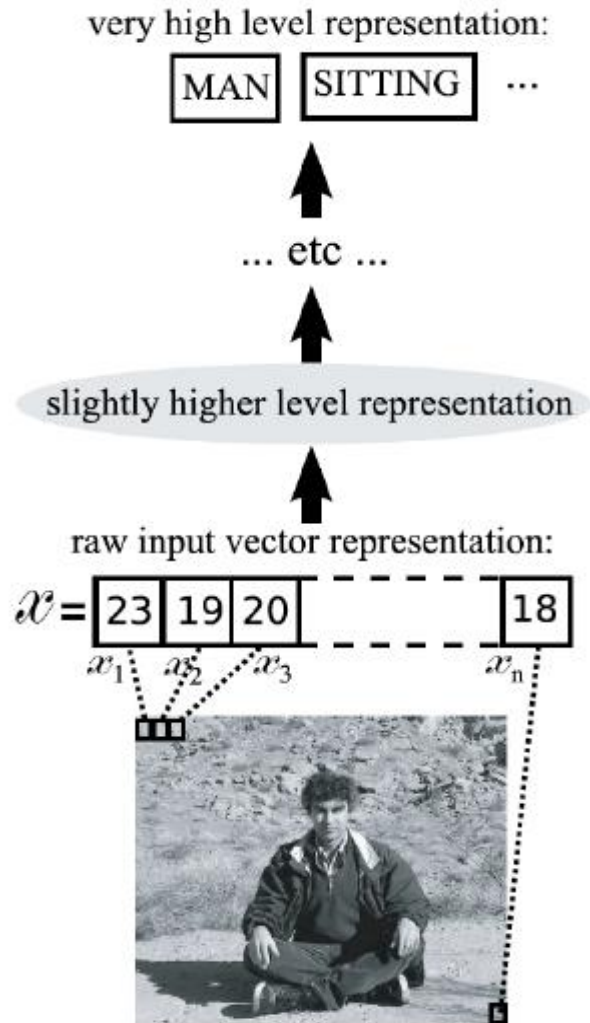 very high level representation:
MAN SITTING ...
... etc ...
slightly higher level representation
raw input vector representation:
𝓍 = 23 19 20 18
x₁ x₂ x₃ xₙ